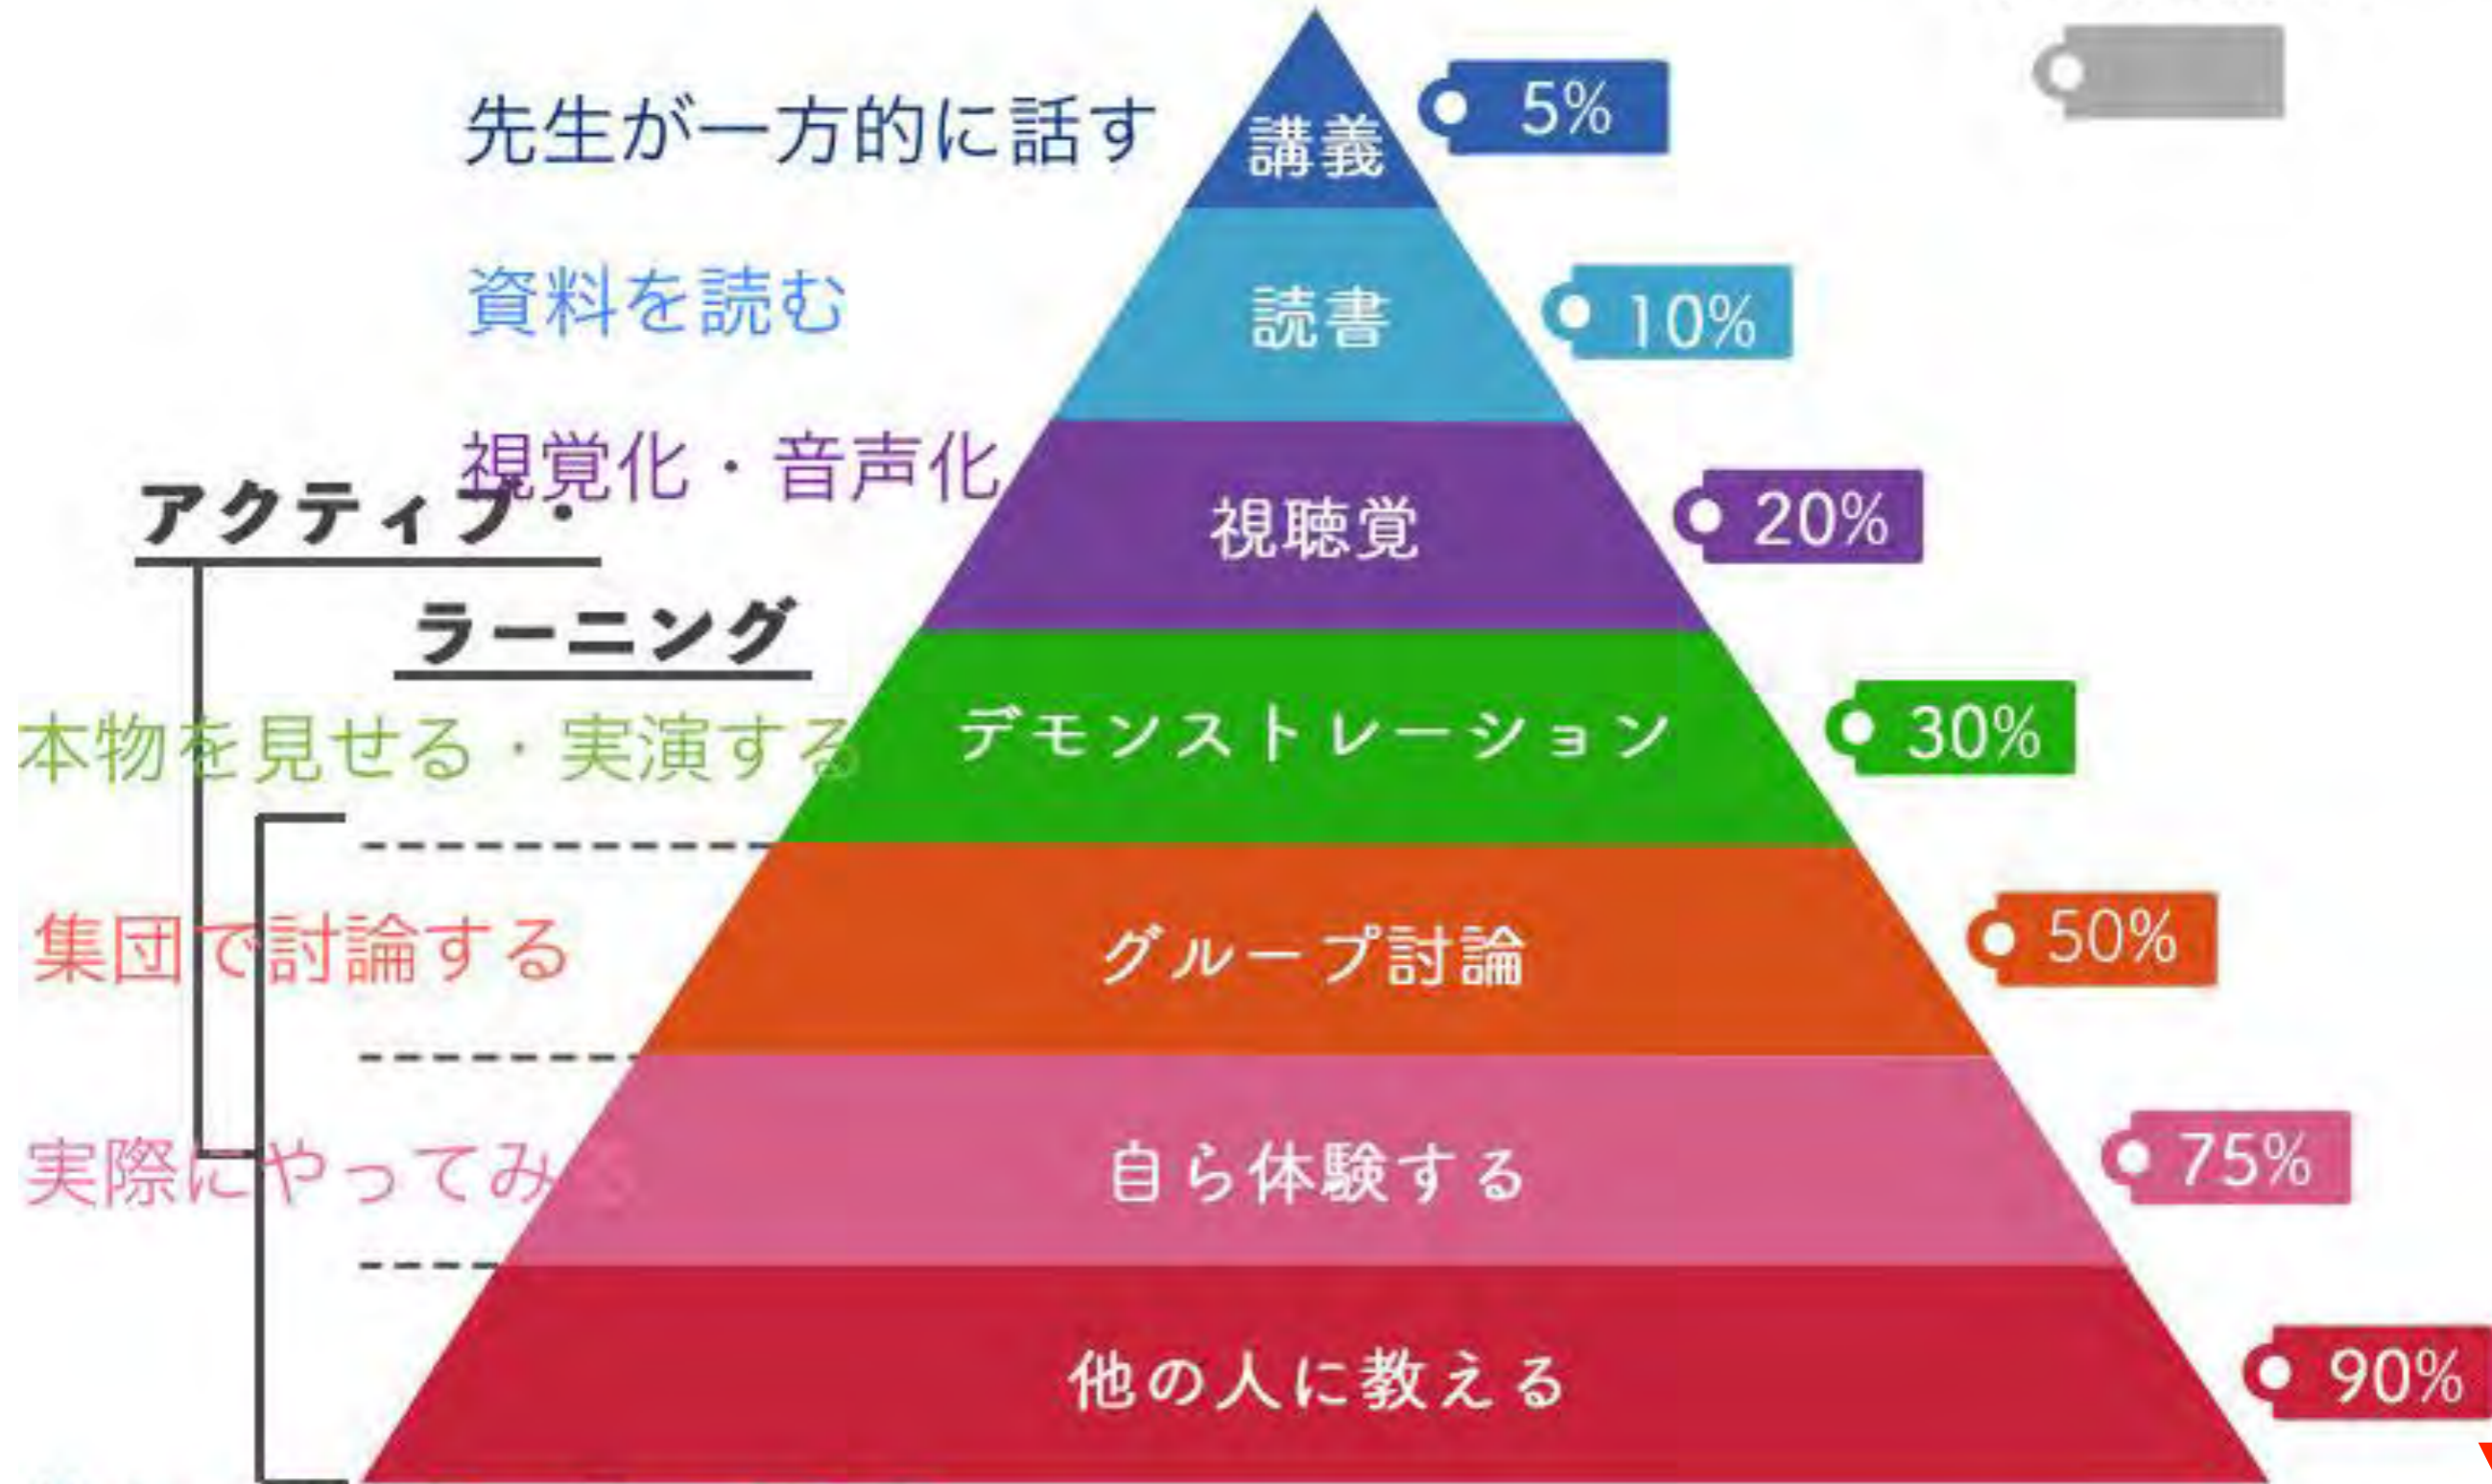 先生が一方的に話す
講義
5%
資料を読む
読書
10%
視覚化・音声化
アクティブ・
視聴覚
20%
ラーニング
本物を見せる・実演する
デモンストレーション
30%
集団で討論する
グループ討論
50%
実際にやってみる
自ら体験する
75%
他の人に教える
90%